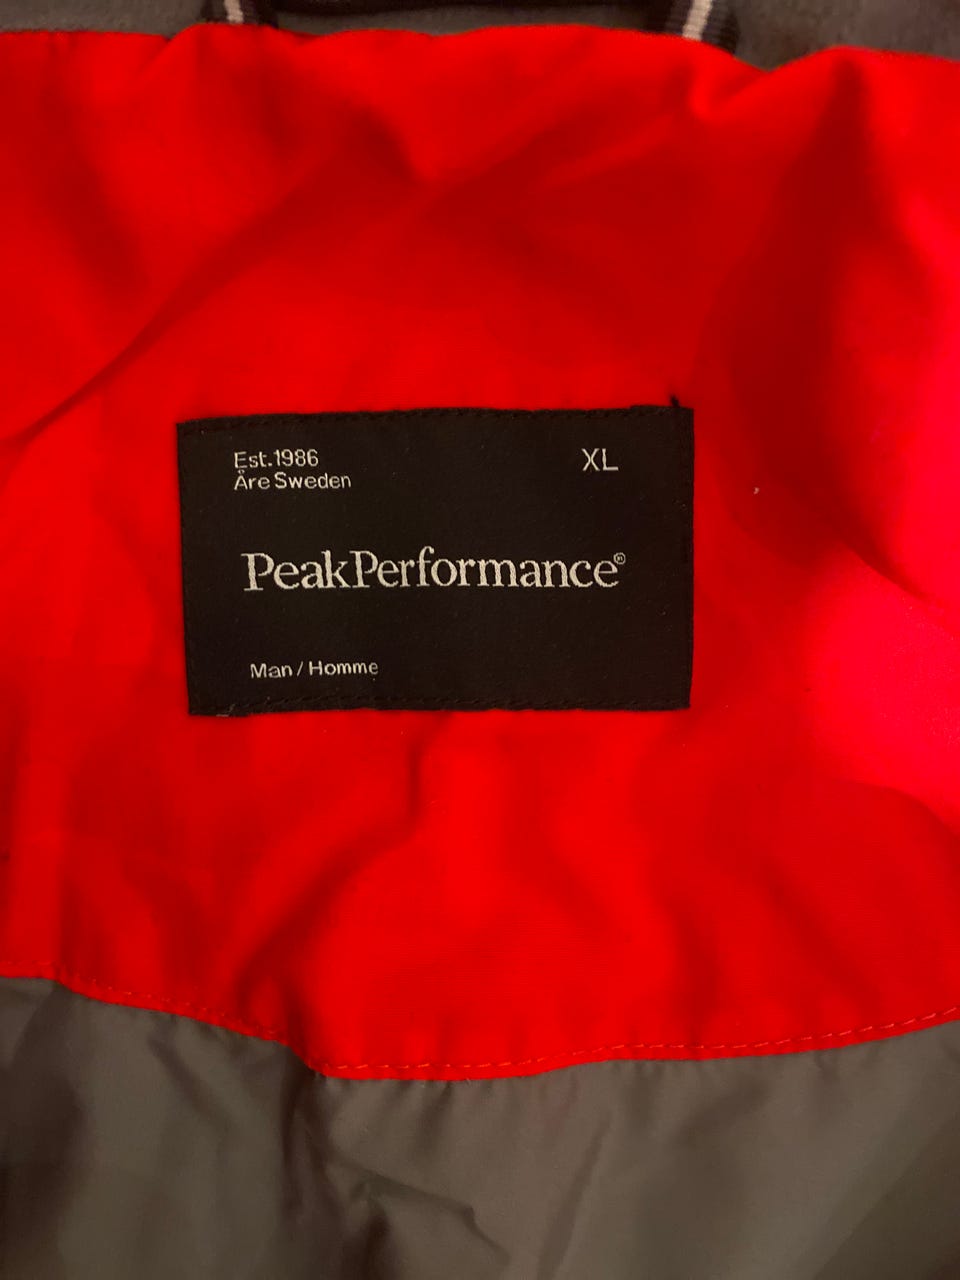 Est.1986
Åre Sweden
XL
PeakPerformance®
Man / Homme